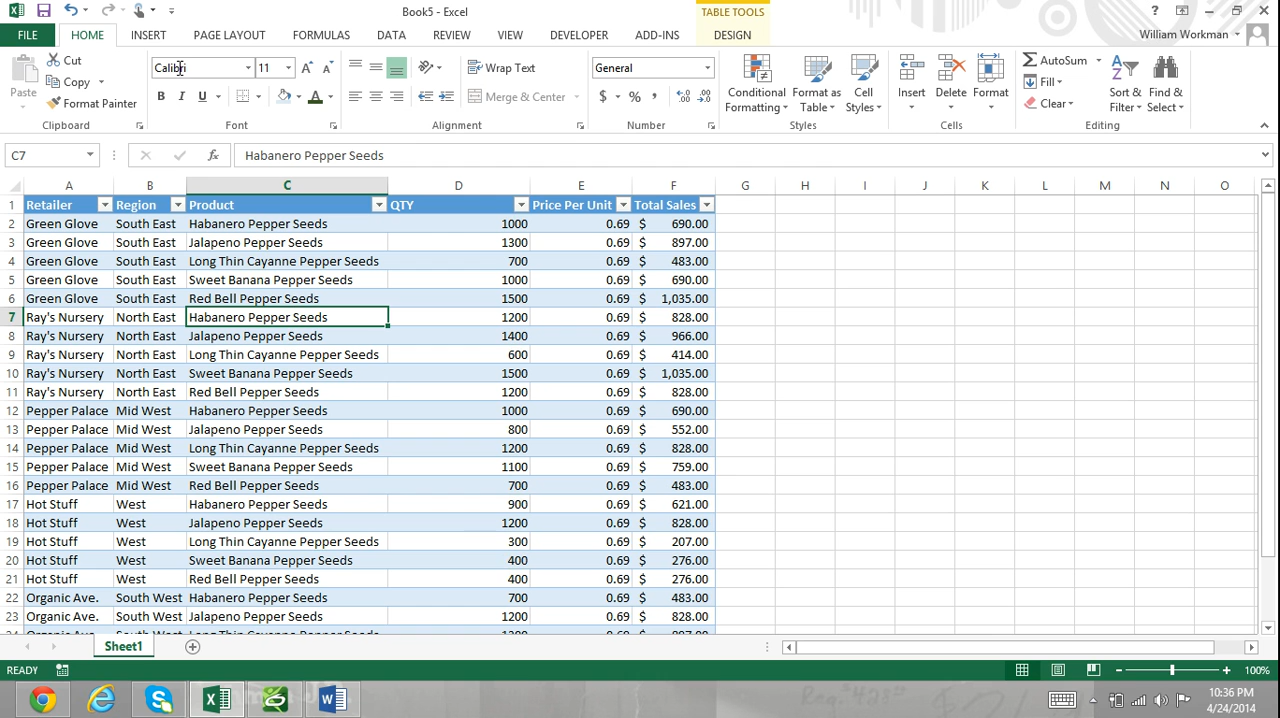 Book5 - Excel
TABLE TOOLS
?
FILE HOME INSERT PAGE LAYOUT FORMULAS DATA REVIEW VIEW DEVELOPER ADD-INS DESIGN William Workman
Paste Cut Copy Format Painter
Calibri 11
B I U A
Wrap Text
Merge & Center
General
$ % ,
Conditional Formatting Format as Table Cell Styles
Insert Delete Format
AutoSum Fill Clear
Sort & Filter Find & Select
Clipboard Font Alignment Number Styles Cells Editing
C7 fx Habanero Pepper Seeds
A B C D E F G H I J K L M N O
1 Retailer Region Product QTY Price Per Unit Total Sales
2 Green Glove South East Habanero Pepper Seeds 1000 0.69 $ 690.00
3 Green Glove South East Jalapeno Pepper Seeds 1300 0.69 $ 897.00
4 Green Glove South East Long Thin Cayanne Pepper Seeds 700 0.69 $ 483.00
5 Green Glove South East Sweet Banana Pepper Seeds 1000 0.69 $ 690.00
6 Green Glove South East Red Bell Pepper Seeds 1500 0.69 $ 1,035.00
7 Ray's Nursery North East Habanero Pepper Seeds 1200 0.69 $ 828.00
8 Ray's Nursery North East Jalapeno Pepper Seeds 1400 0.69 $ 966.00
9 Ray's Nursery North East Long Thin Cayanne Pepper Seeds 600 0.69 $ 414.00
10 Ray's Nursery North East Sweet Banana Pepper Seeds 1500 0.69 $ 1,035.00
11 Ray's Nursery North East Red Bell Pepper Seeds 1200 0.69 $ 828.00
12 Pepper Palace Mid West Habanero Pepper Seeds 1000 0.69 $ 690.00
13 Pepper Palace Mid West Jalapeno Pepper Seeds 800 0.69 $ 552.00
14 Pepper Palace Mid West Long Thin Cayanne Pepper Seeds 1200 0.69 $ 828.00
15 Pepper Palace Mid West Sweet Banana Pepper Seeds 1100 0.69 $ 759.00
16 Pepper Palace Mid West Red Bell Pepper Seeds 700 0.69 $ 483.00
17 Hot Stuff West Habanero Pepper Seeds 900 0.69 $ 621.00
18 Hot Stuff West Jalapeno Pepper Seeds 1200 0.69 $ 828.00
19 Hot Stuff West Long Thin Cayanne Pepper Seeds 300 0.69 $ 207.00
20 Hot Stuff West Sweet Banana Pepper Seeds 400 0.69 $ 276.00
21 Hot Stuff West Red Bell Pepper Seeds 400 0.69 $ 276.00
22 Organic Ave. South West Habanero Pepper Seeds 700 0.69 $ 483.00
23 Organic Ave. South West Jalapeno Pepper Seeds 1200 0.69 $ 828.00
Sheet1
READY 100%
10:36 PM
4/24/2014